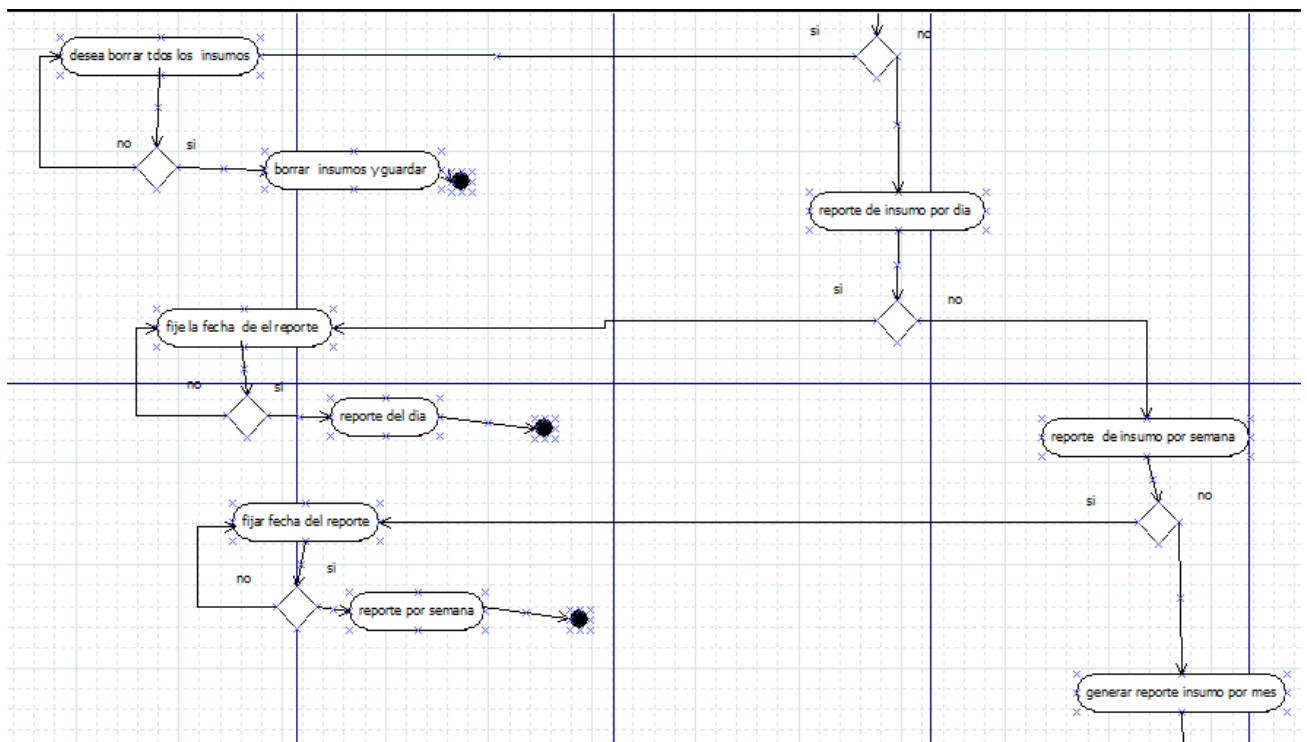 si
no
desea borrar tdos los insumos
no
si
borrar insumos y guardar
reporte de insumo por dia
si
no
fije la fecha de el reporte
no
si
reporte del dia
reporte de insumo por semana
si
no
fijar fecha del reporte
no
si
reporte por semana
generar reporte insumo por mes